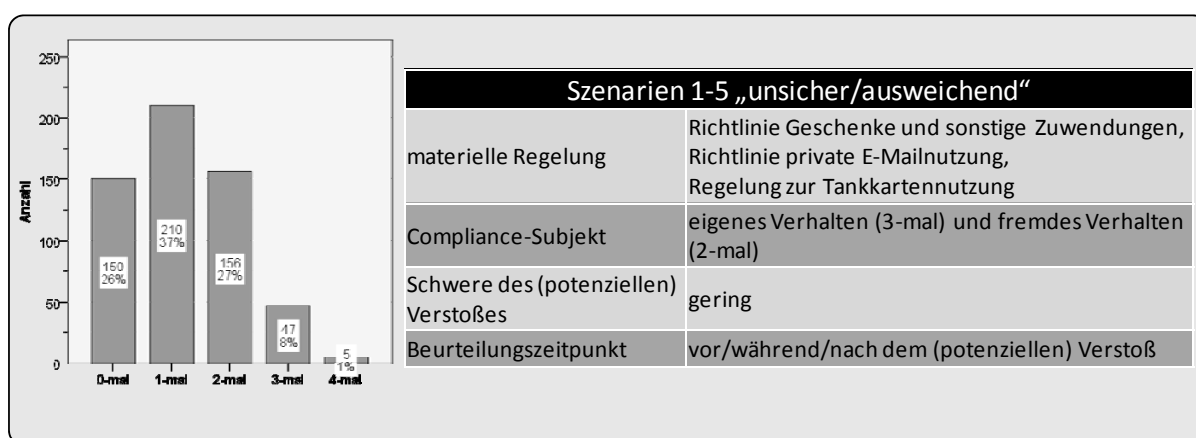 250
200
150
100
50
0
Anzahl
150
26%
210
37%
156
27%
47
8%
5
1%
0-mal 1-mal 2-mal 3-mal 4-mal
Szenarien 1-5 „unsicher/ausweichend“
materielle Regelung
Richtlinie Geschenke und sonstige Zuwendungen,
Richtlinie private E-Mailnutzung,
Regelung zur Tankkartennutzung
Compliance-Subjekt
eigenes Verhalten (3-mal) und fremdes Verhalten
(2-mal)
Schwere des (potenziellen)
Verstoßes
gering
Beurteilungszeitpunkt
vor/während/nach dem (potenziellen) Verstoß